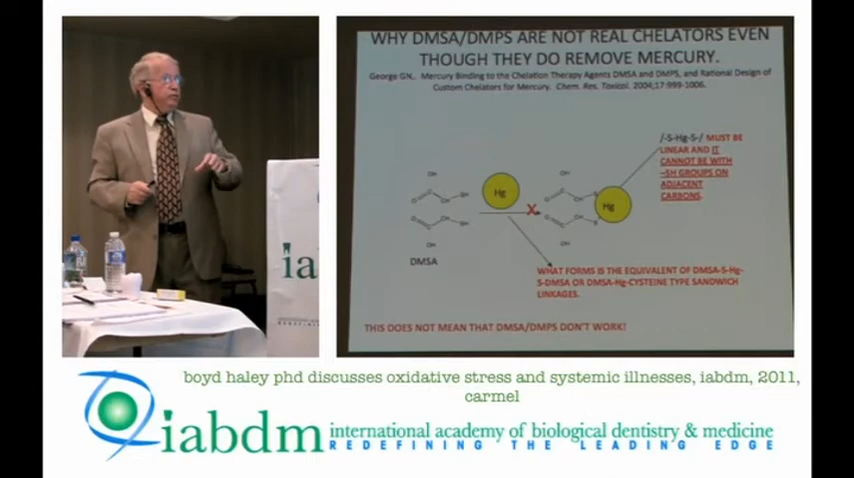 WHY DMSA/DMPS ARE NOT REAL CHELATORS EVEN
THOUGH THEY DO REMOVE MERCURY.
George GN,. Mercury Binding to the Chelation Therapy Agents DMSA and DMPS, and Rational Design of
Custom Chelators for Mercury. Chem. Res. Toxicol. 2004;17:999-1006.
/-S-Hg-S-/ MUST BE
LINEAR AND IT
CANNOT BE WITH
–SH GROUPS ON
ADJACENT
CARBONS.
OH
OH
Hg
X
Hg
OH
OH
DMSA
WHAT FORMS IS THE EQUIVALENT OF DMSA-S-Hg-
S-DMSA OR DMSA-Hg-CYSTEINE TYPE SANDWICH
LINKAGES.
THIS DOES NOT MEAN THAT DMSA/DMPS DON'T WORK!
ia
boyd haley phd discusses oxidative stress and systemic illnesses, iabdm, 2011,
carmel
iabdm international academy of biological dentistry & medicine
REDEFINING THE LEADING EDGE